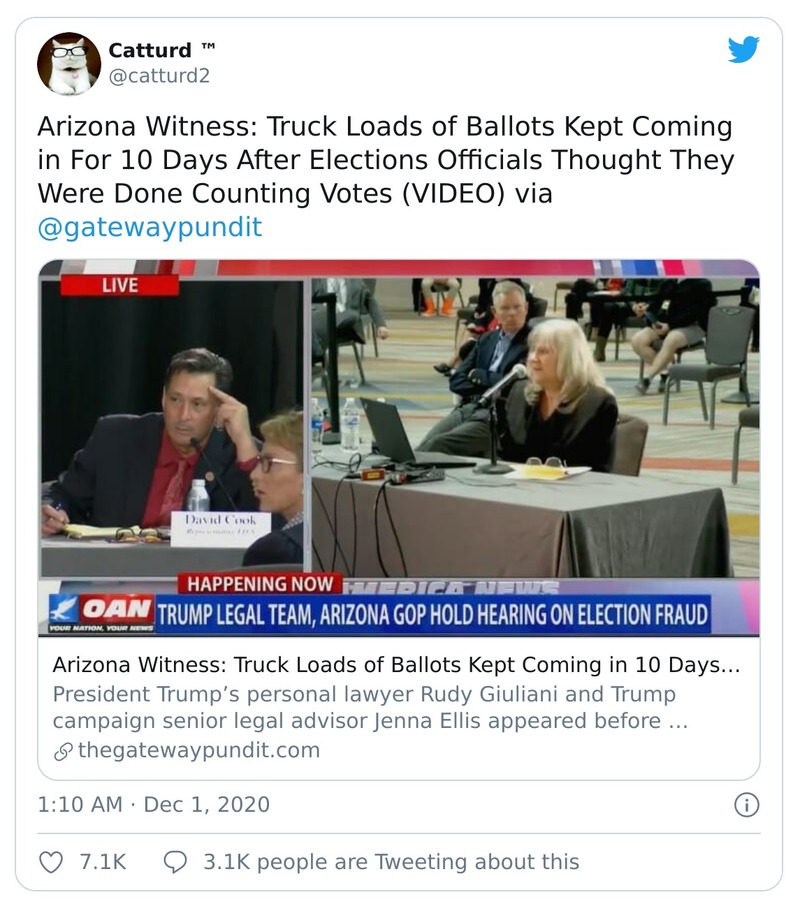 Catturd ™
@catturd2
Arizona Witness: Truck Loads of Ballots Kept Coming
in For 10 Days After Elections Officials Thought They
Were Done Counting Votes (VIDEO) via
@gatewaypundit
LIVE
David Cook
HAPPENING NOW
AMERICA NEWS
OAN
YOUR NATION, YOUR NEWS
TRUMP LEGAL TEAM, ARIZONA GOP HOLD HEARING ON ELECTION FRAUD
Arizona Witness: Truck Loads of Ballots Kept Coming in 10 Days...
President Trump’s personal lawyer Rudy Giuliani and Trump
campaign senior legal advisor Jenna Ellis appeared before ...
thegatewaypundit.com
1:10 AM · Dec 1, 2020
7.1K
3.1K people are Tweeting about this